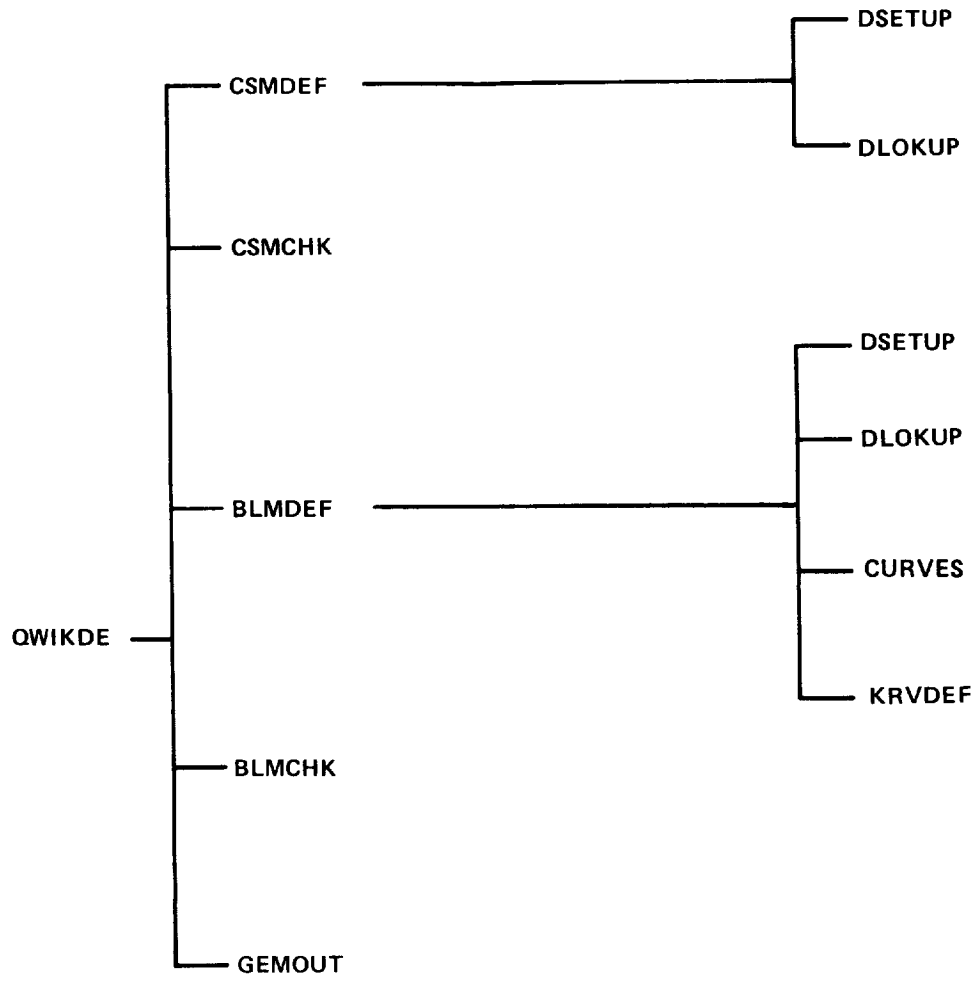 DSETUP
CSMDEF
DLOKUP
CSMCHK
DSETUP
DLOKUP
BLMDEF
CURVES
QWIKDE
KRVDEF
BLMCHK
GEMOUT